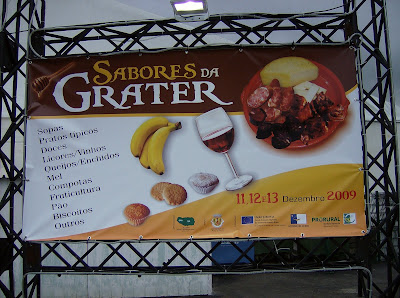 SABORES DA
GRATER
Sopas
Pratos típicos
Doces
Licores/Vinhos
Queijos/Enchidos
Mel
Compotas
Fruticultura
Pão
Biscoitos
Outros
11, 12 E 13 Dezembro 2009
PRORURAL